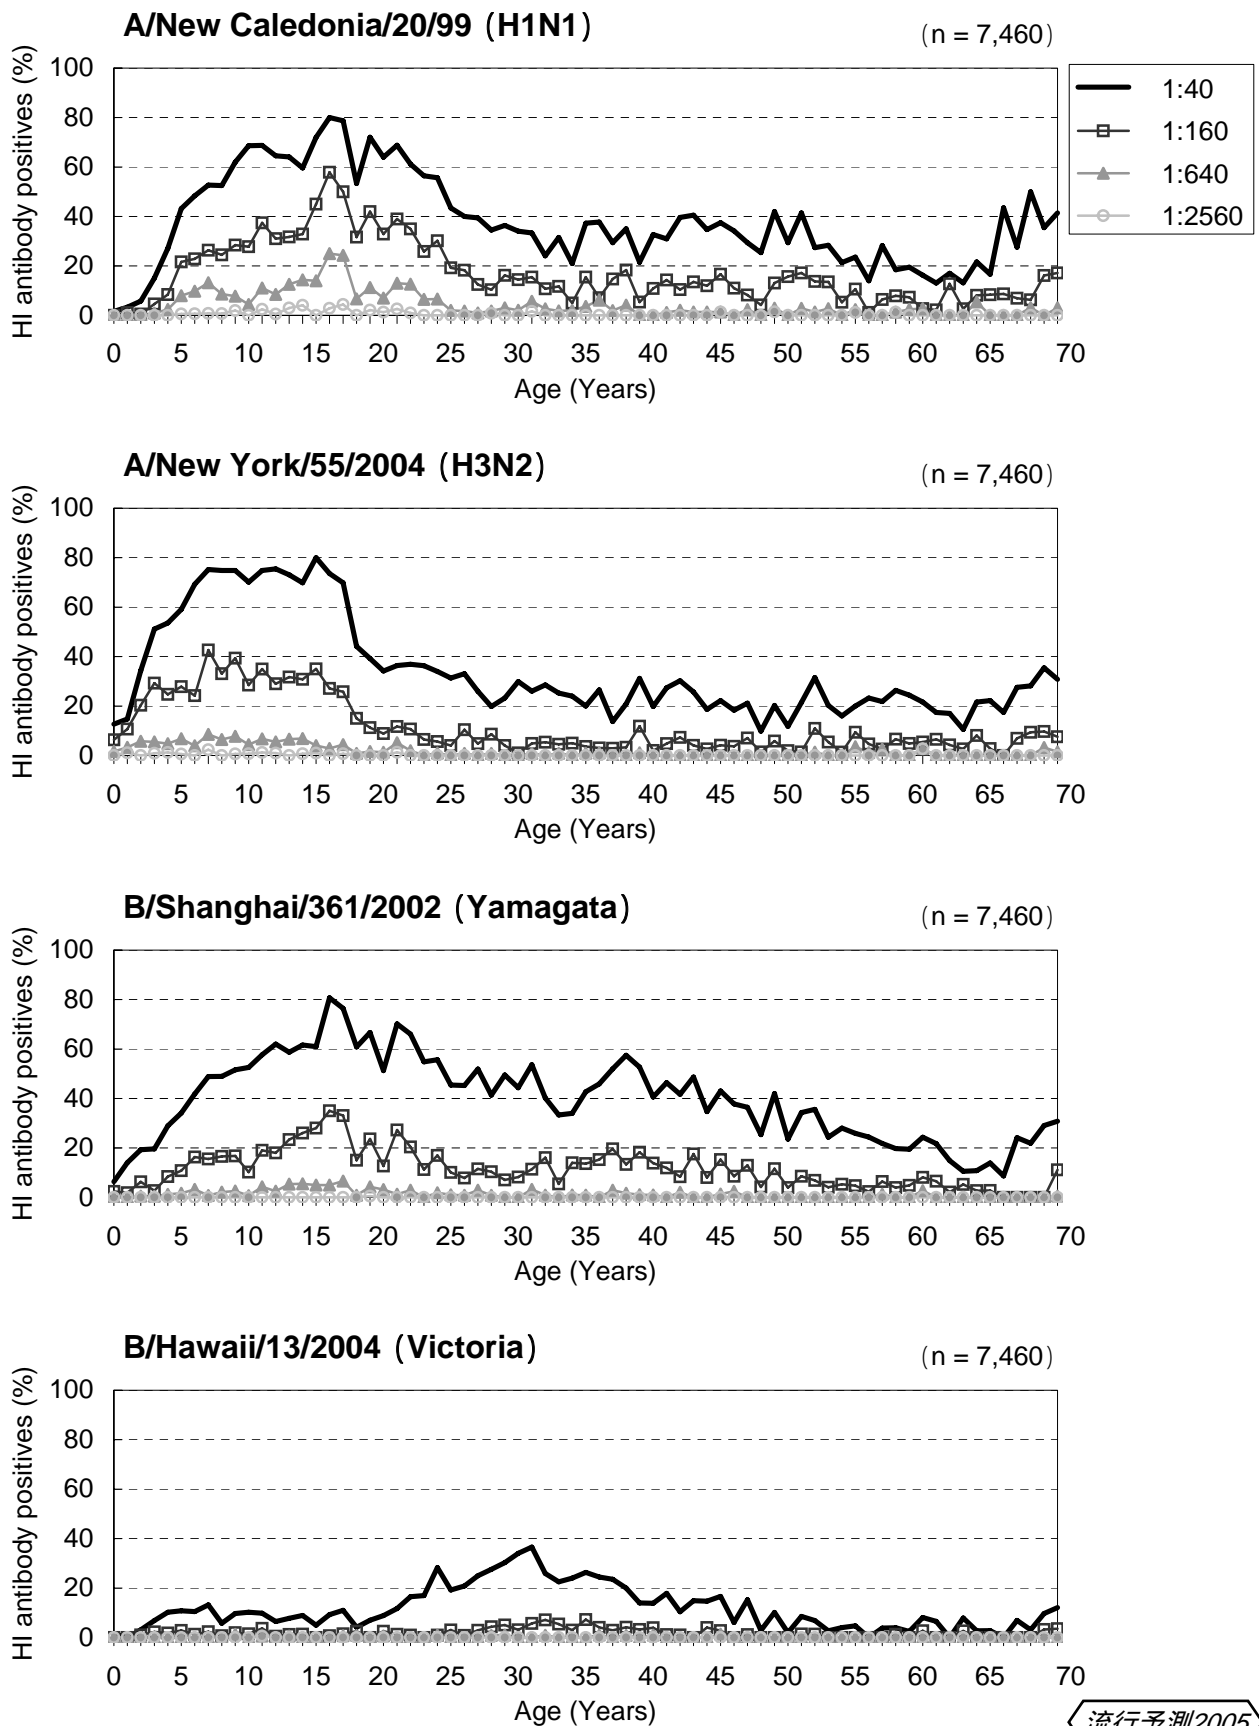 A/New Caledonia/20/99 (H1N1)
(n = 7,460)
HI antibody positives (%)
100
80
60
40
20
0
0 5 10 15 20 25 30 35 40 45 50 55 60 65 70
Age (Years)
1:40
1:160
1:640
1:2560
A/New York/55/2004 (H3N2)
(n = 7,460)
HI antibody positives (%)
100
80
60
40
20
0
0 5 10 15 20 25 30 35 40 45 50 55 60 65 70
Age (Years)
B/Shanghai/361/2002 (Yamagata)
(n = 7,460)
HI antibody positives (%)
100
80
60
40
20
0
0 5 10 15 20 25 30 35 40 45 50 55 60 65 70
Age (Years)
B/Hawaii/13/2004 (Victoria)
(n = 7,460)
HI antibody positives (%)
100
80
60
40
20
0
0 5 10 15 20 25 30 35 40 45 50 55 60 65 70
Age (Years)
流行予測2005